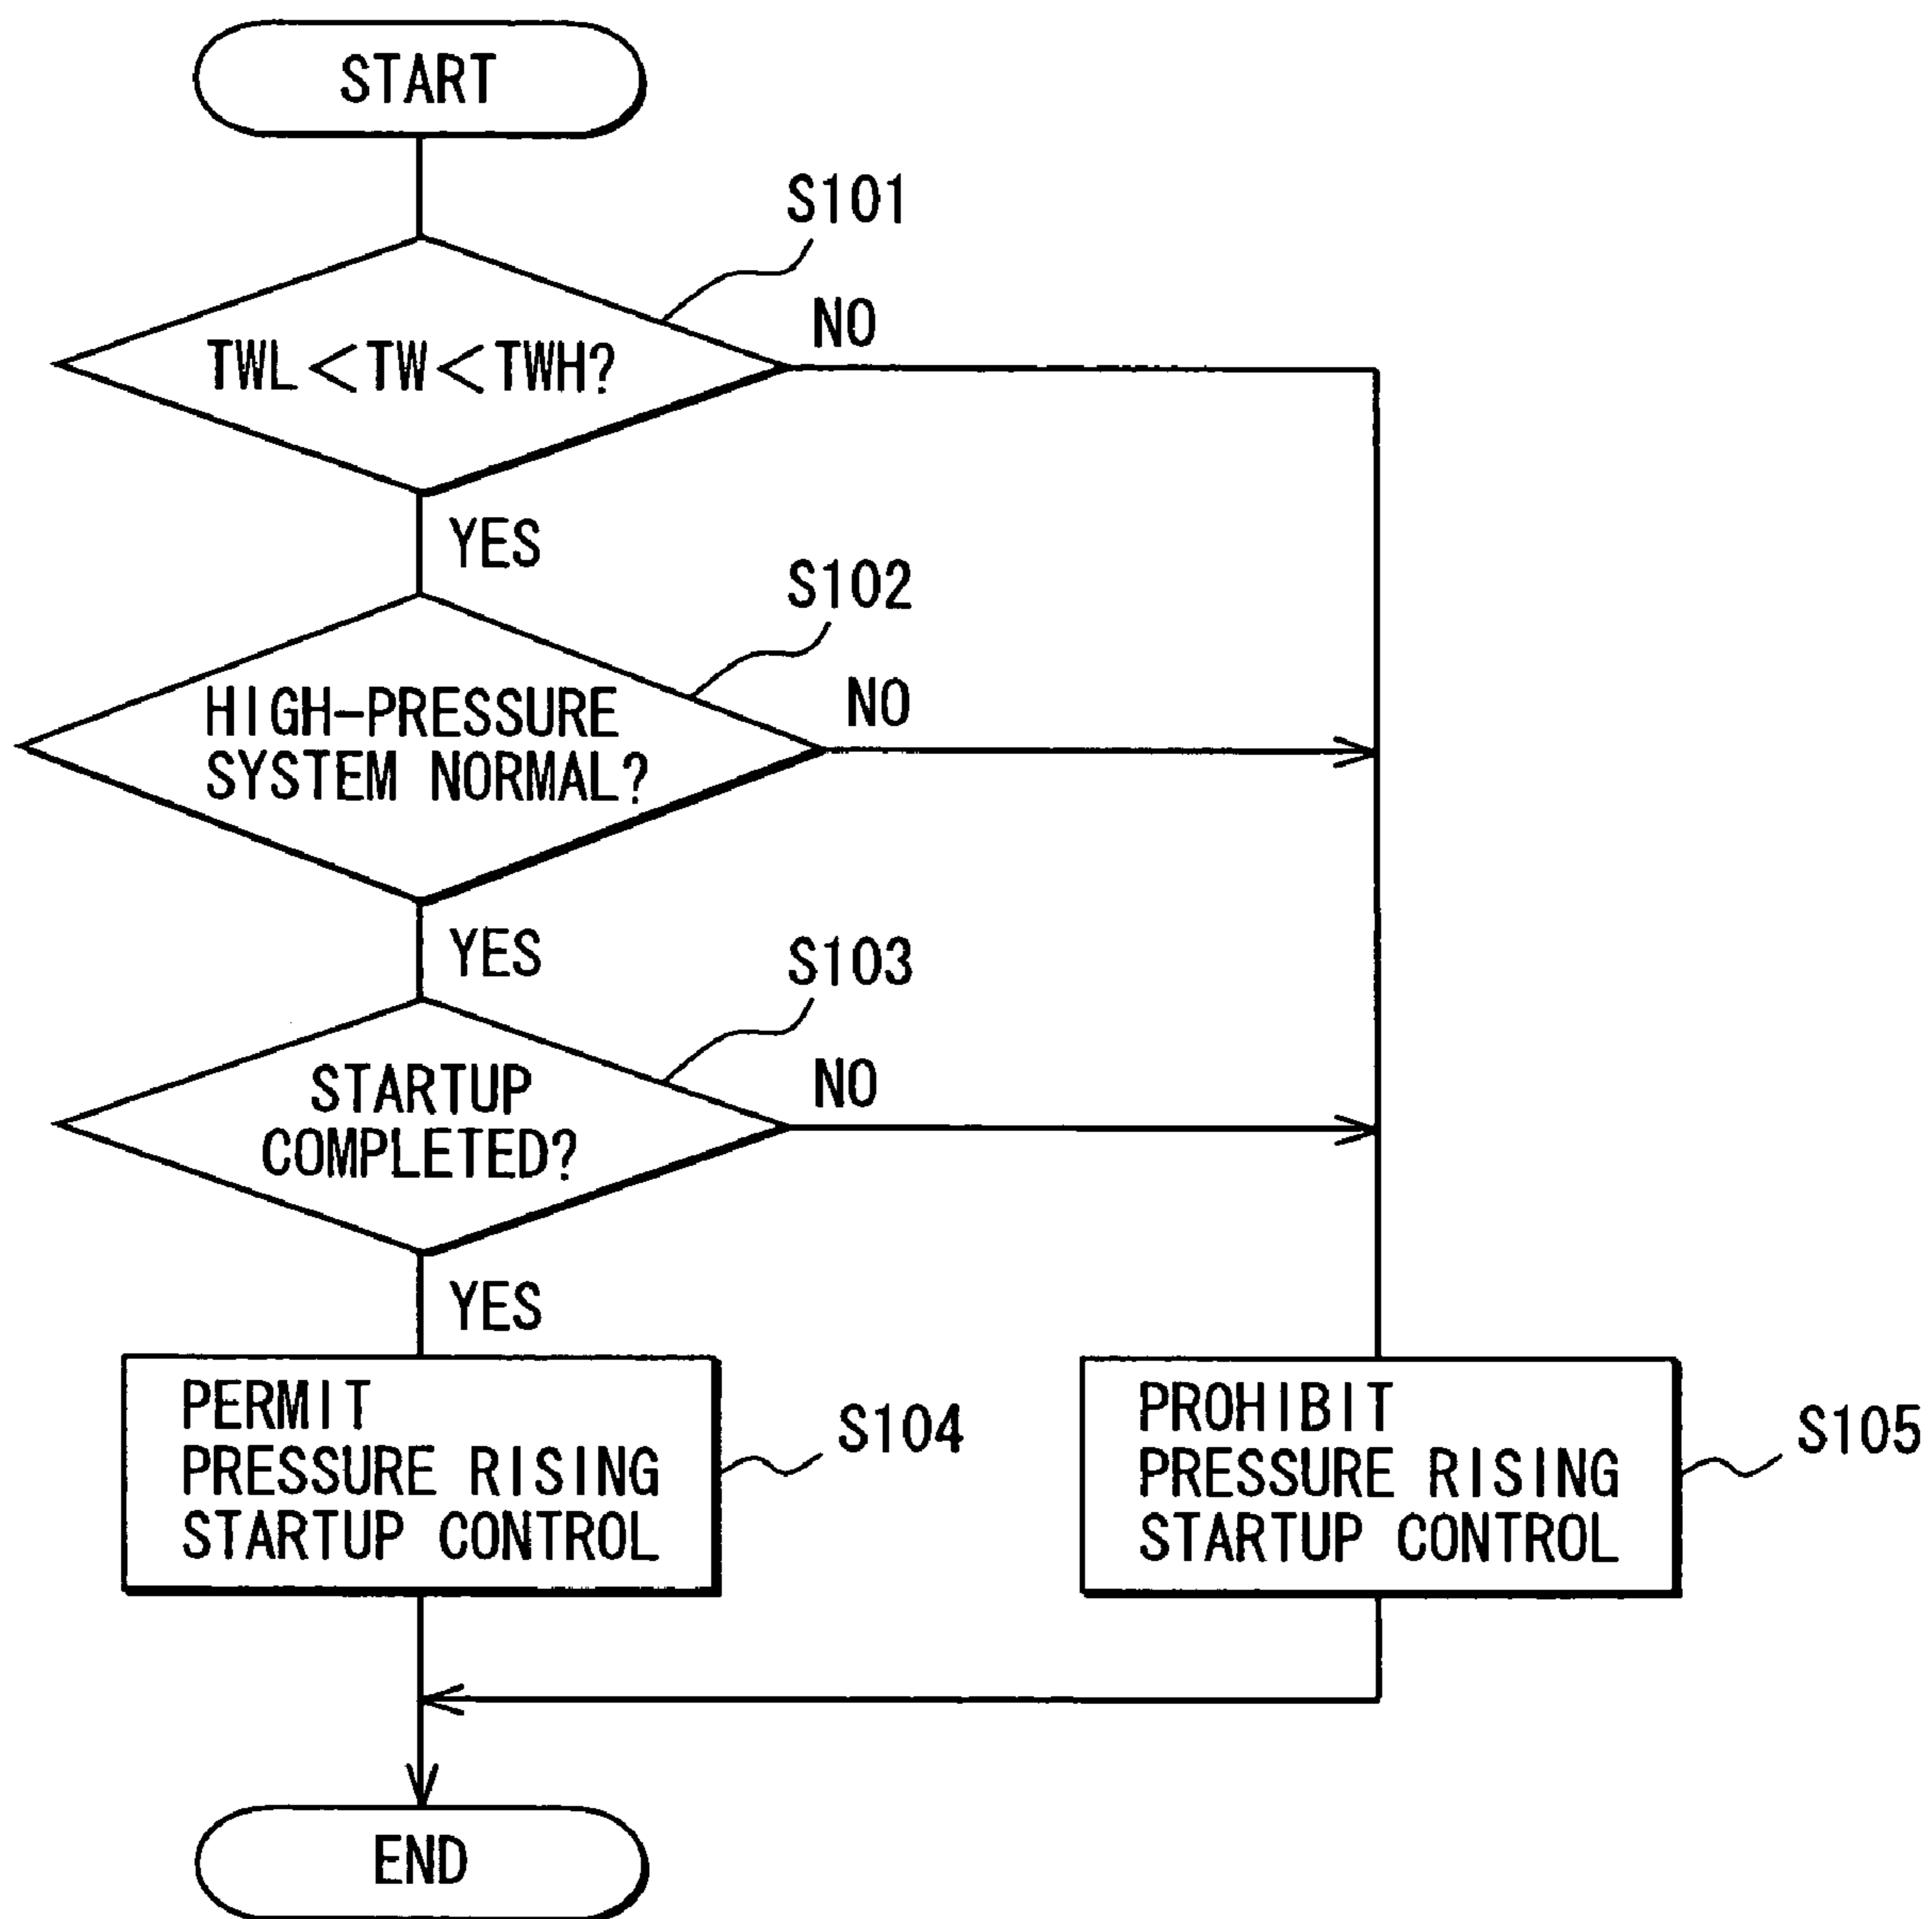 START
S101
TWL<TW<TWH?
NO
YES
S102
HIGH-PRESSURE
SYSTEM NORMAL?
NO
YES
S103
STARTUP
COMPLETED?
NO
YES
PERMIT
PRESSURE RISING
STARTUP CONTROL
S104
PROHIBIT
PRESSURE RISING
STARTUP CONTROL
S105
END